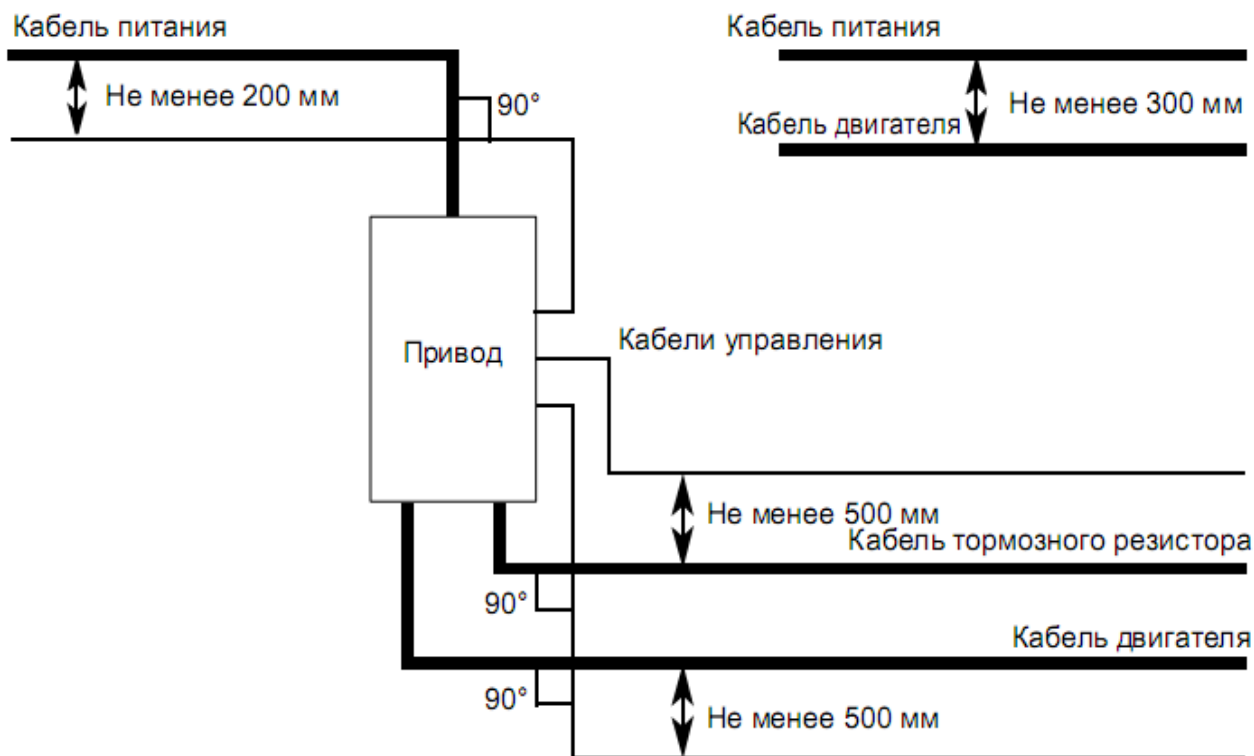 Кабель питания
Кабель питания
Не менее 200 мм
90°
Не менее 300 мм
Кабель двигателя
Кабели управления
Привод
Не менее 500 мм
Кабель тормозного резистора
90°
Кабель двигателя
90°
Не менее 500 мм